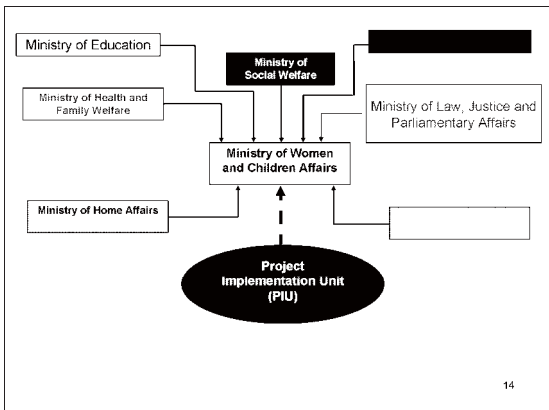 Ministry of Education
Ministry of
Social Welfare
Ministry of Health and
Family Welfare
Ministry of Law, Justice and
Parliamentary Affairs
Ministry of Women
and Children Affairs
Ministry of Home Affairs
Project
Implementation Unit
(PIU)
14